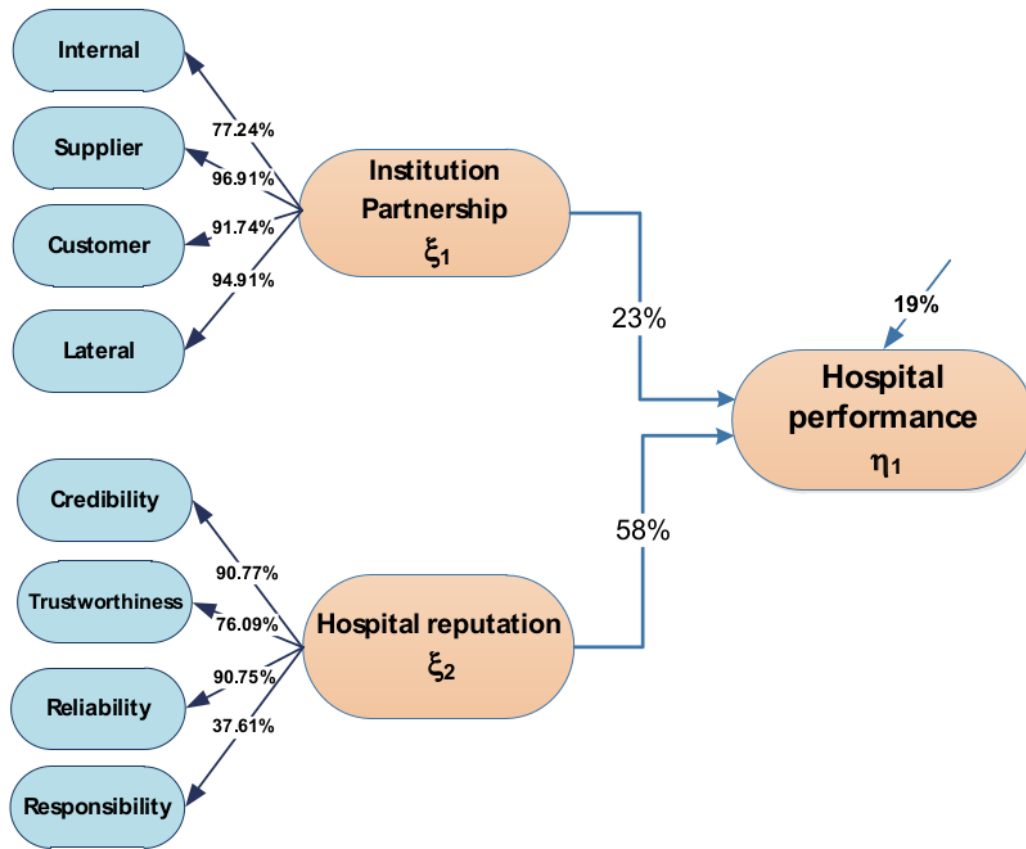 Internal
77.24%
Supplier
96.91%
Customer
91.74%
94.91%
Lateral
Institution
Partnership
ξ1
23%
19%
Hospital
performance
η1
Credibility
90.77%
Trustworthiness
76.09%
Reliability
90.75%
37.61%
Responsibility
Hospital reputation
ξ2
58%